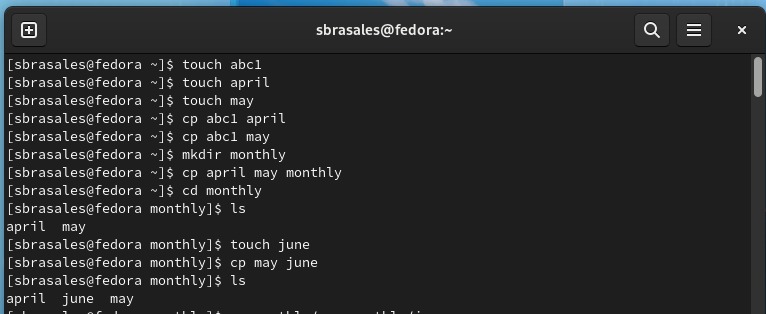 sbrasales@fedora:~
[sbrasales@fedora ~]$ touch abc1
[sbrasales@fedora ~]$ touch april
[sbrasales@fedora ~]$ touch may
[sbrasales@fedora ~]$ cp abc1 april
[sbrasales@fedora ~]$ cp abc1 may
[sbrasales@fedora ~]$ mkdir monthly
[sbrasales@fedora ~]$ cp april may monthly
[sbrasales@fedora ~]$ cd monthly
[sbrasales@fedora monthly]$ ls
april  may
[sbrasales@fedora monthly]$ touch june
[sbrasales@fedora monthly]$ cp may june
[sbrasales@fedora monthly]$ ls
april  june  may